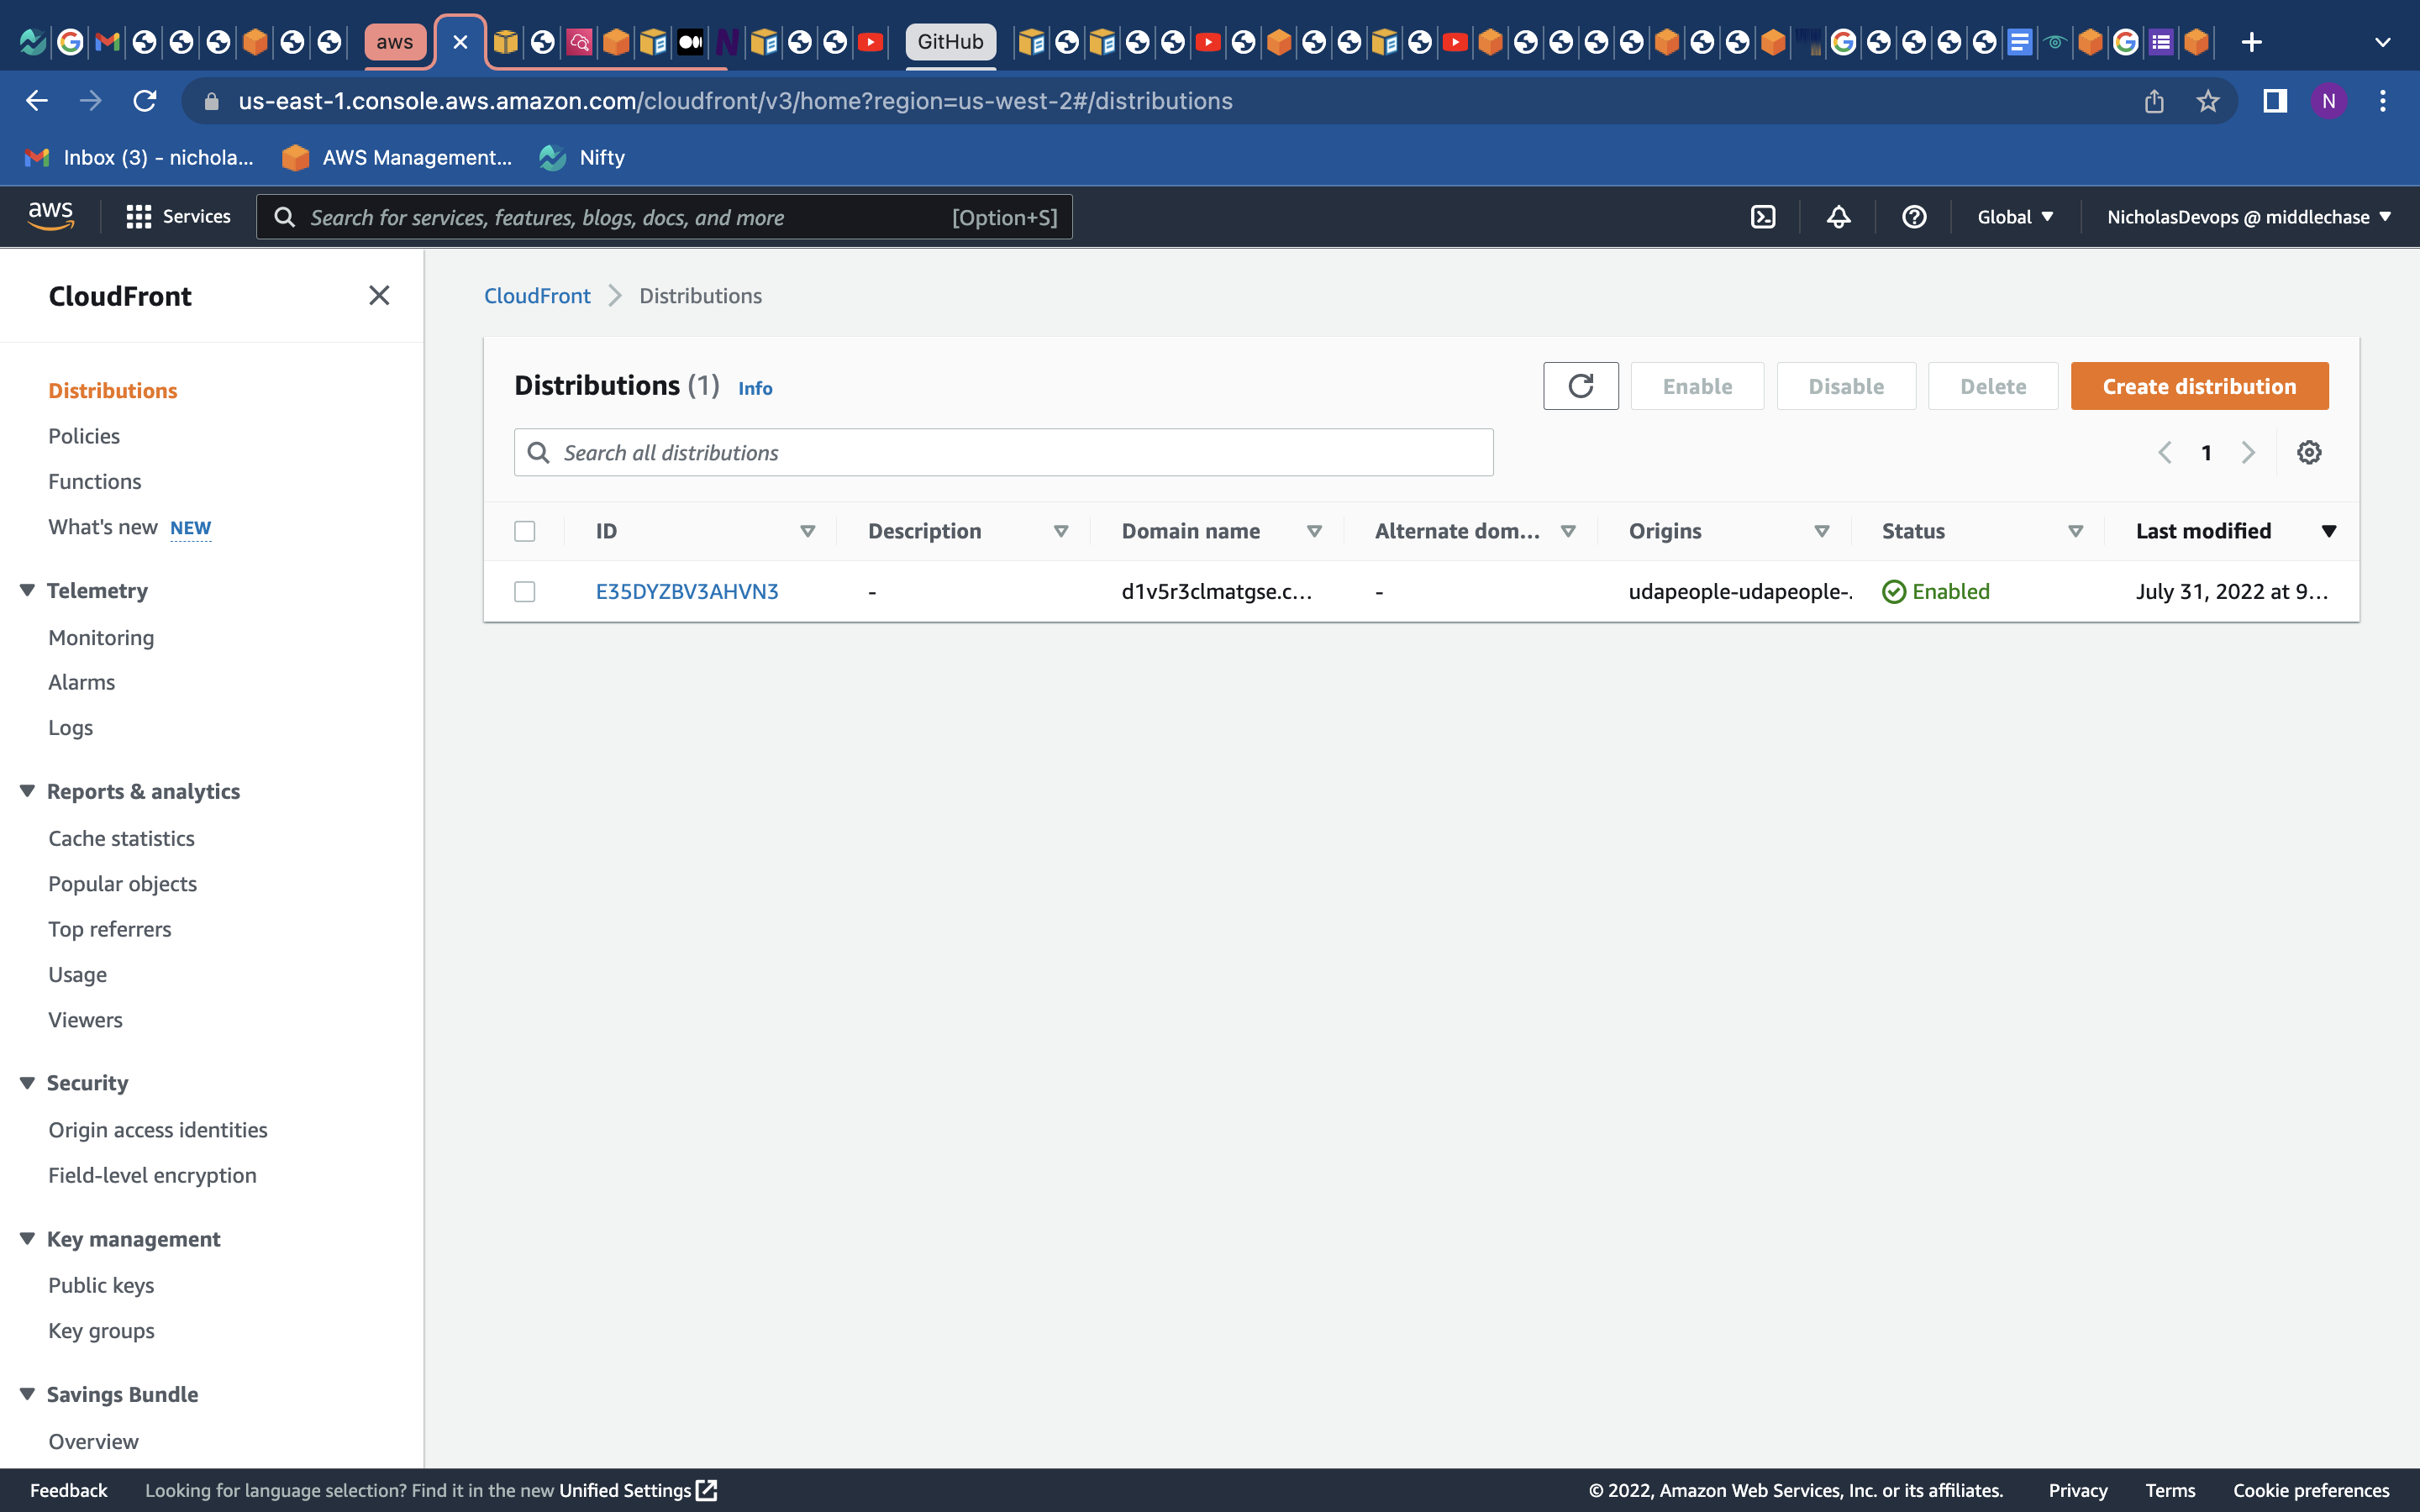 aws
GitHub
us-east-1.console.aws.amazon.com/cloudfront/v3/home?region=us-west-2#/distributions
N
Inbox (3) - nichola...
AWS Management...
Nifty
aws
Services
Search for services, features, blogs, docs, and more
[Option+S]
Global
NicholasDevops @ middlechase
CloudFront
Distributions
Policies
Functions
What's new NEW
Telemetry
Monitoring
Alarms
Logs
Reports & analytics
Cache statistics
Popular objects
Top referrers
Usage
Viewers
Security
Origin access identities
Field-level encryption
Key management
Public keys
Key groups
Savings Bundle
Overview
CloudFront
Distributions
Distributions (1) Info
Enable
Disable
Delete
Create distribution
Search all distributions
1
ID
Description
Domain name
Alternate dom...
Origins
Status
Last modified
E35DYZBV3AHVN3
-
d1v5r3clmatgse.c...
-
udapeople-udapeople-.
Enabled
July 31, 2022 at 9...
Feedback
Looking for language selection? Find it in the new Unified Settings
© 2022, Amazon Web Services, Inc. or its affiliates.
Privacy
Terms
Cookie preferences